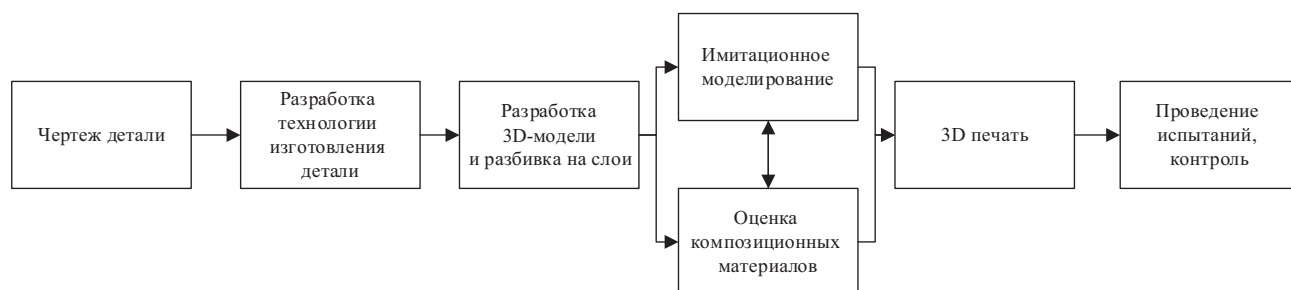 Чертеж детали
Разработка
технологии
изготовления
детали
Разработка
3D-модели
и разбивка на слои
Имитационное
моделирование
Оценка
композиционных
материалов
3D печать
Проведение
испытаний,
контроль